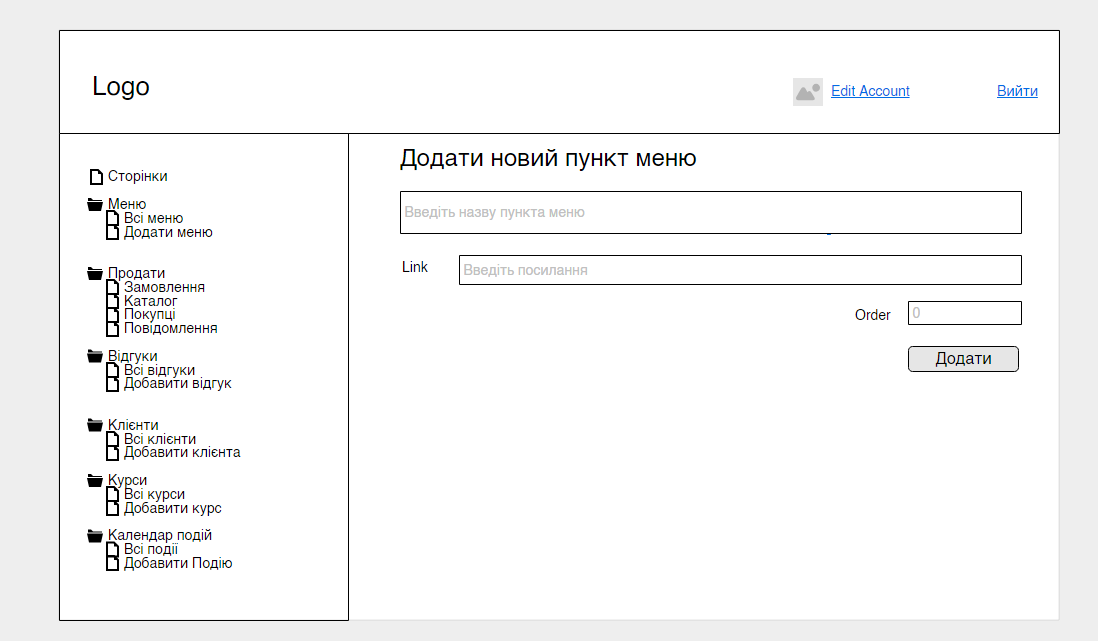 Logo
Edit Account
Вийти
Сторінки
Меню
Всі меню
Додати меню
Продати
Замовлення
Каталог
Покупці
Повідомлення
Відгуки
Всі відгуки
Добавити відгук
Клієнти
Всі клієнти
Добавити клієнта
Курси
Всі курси
Добавити курс
Календар подій
Всі події
Добавити Подію
Додати новий пункт меню
Введіть назву пункта меню
Link
Введіть посилання
Order
0
Додати